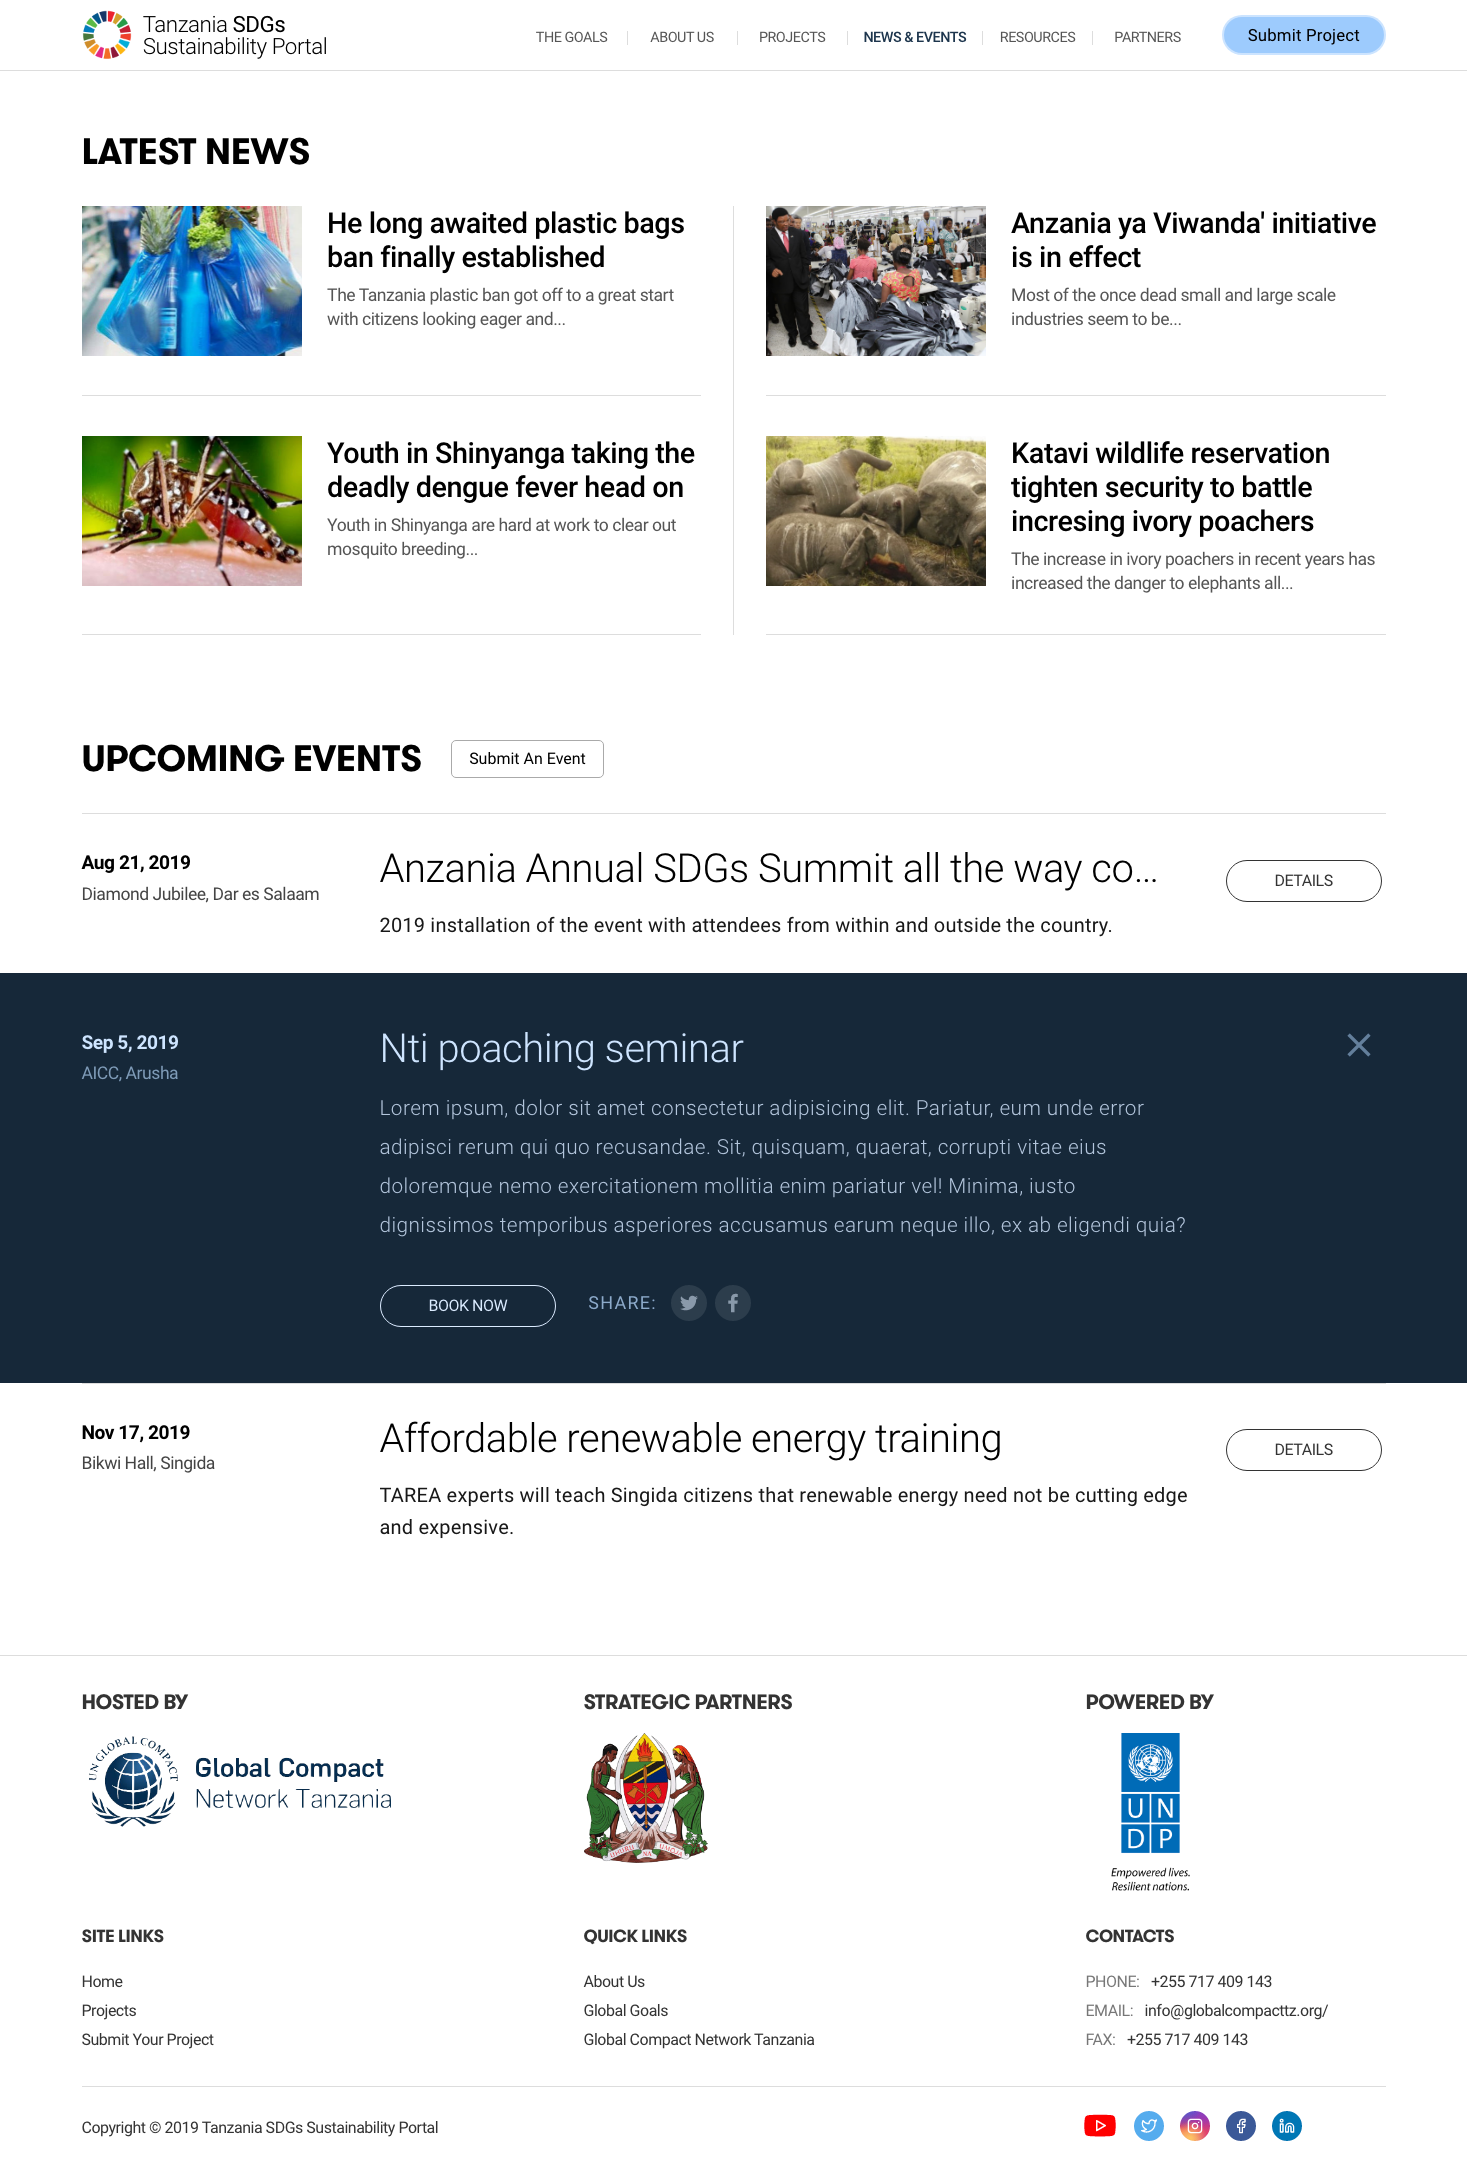 Tanzania SDGs
Sustainability Portal
THE GOALS
ABOUT US
PROJECTS
NEWS & EVENTS
RESOURCES
PARTNERS
Submit Project
LATEST NEWS
He long awaited plastic bags
ban finally established
The Tanzania plastic ban got off to a great start
with citizens looking eager and...
Anzania ya Viwanda' initiative
is in effect
Most of the once dead small and large scale
industries seem to be...
Youth in Shinyanga taking the
deadly dengue fever head on
Youth in Shinyanga are hard at work to clear out
mosquito breeding...
Katavi wildlife reservation
tighten security to battle
incresing ivory poachers
The increase in ivory poachers in recent years has
increased the danger to elephants all...
UPCOMING EVENTS
Submit An Event
Aug 21, 2019
Diamond Jubilee, Dar es Salaam
Anzania Annual SDGs Summit all the way co...
2019 installation of the event with attendees from within and outside the country.
DETAILS
Sep 5, 2019
AICC, Arusha
Nti poaching seminar
Lorem ipsum, dolor sit amet consectetur adipisicing elit. Pariatur, eum unde error
adipisci rerum qui quo recusandae. Sit, quisquam, quaerat, corrupti vitae eius
doloremque nemo exercitationem mollitia enim pariatur vel! Minima, iusto
dignissimos temporibus asperiores accusamus earum neque illo, ex ab eligendi quia?
BOOK NOW
SHARE:
Nov 17, 2019
Bikwi Hall, Singida
Affordable renewable energy training
TAREA experts will teach Singida citizens that renewable energy need not be cutting edge
and expensive.
DETAILS
HOSTED BY
UN GLOBAL COMPACT
Global Compact
Network Tanzania
STRATEGIC PARTNERS
UHURU NA UMOJA
POWERED BY
U N
D P
Empowered lives.
Resilient nations.
SITE LINKS
Home
Projects
Submit Your Project
QUICK LINKS
About Us
Global Goals
Global Compact Network Tanzania
CONTACTS
PHONE: +255 717 409 143
EMAIL: info@globalcompacttz.org/
FAX: +255 717 409 143
Copyright © 2019 Tanzania SDGs Sustainability Portal